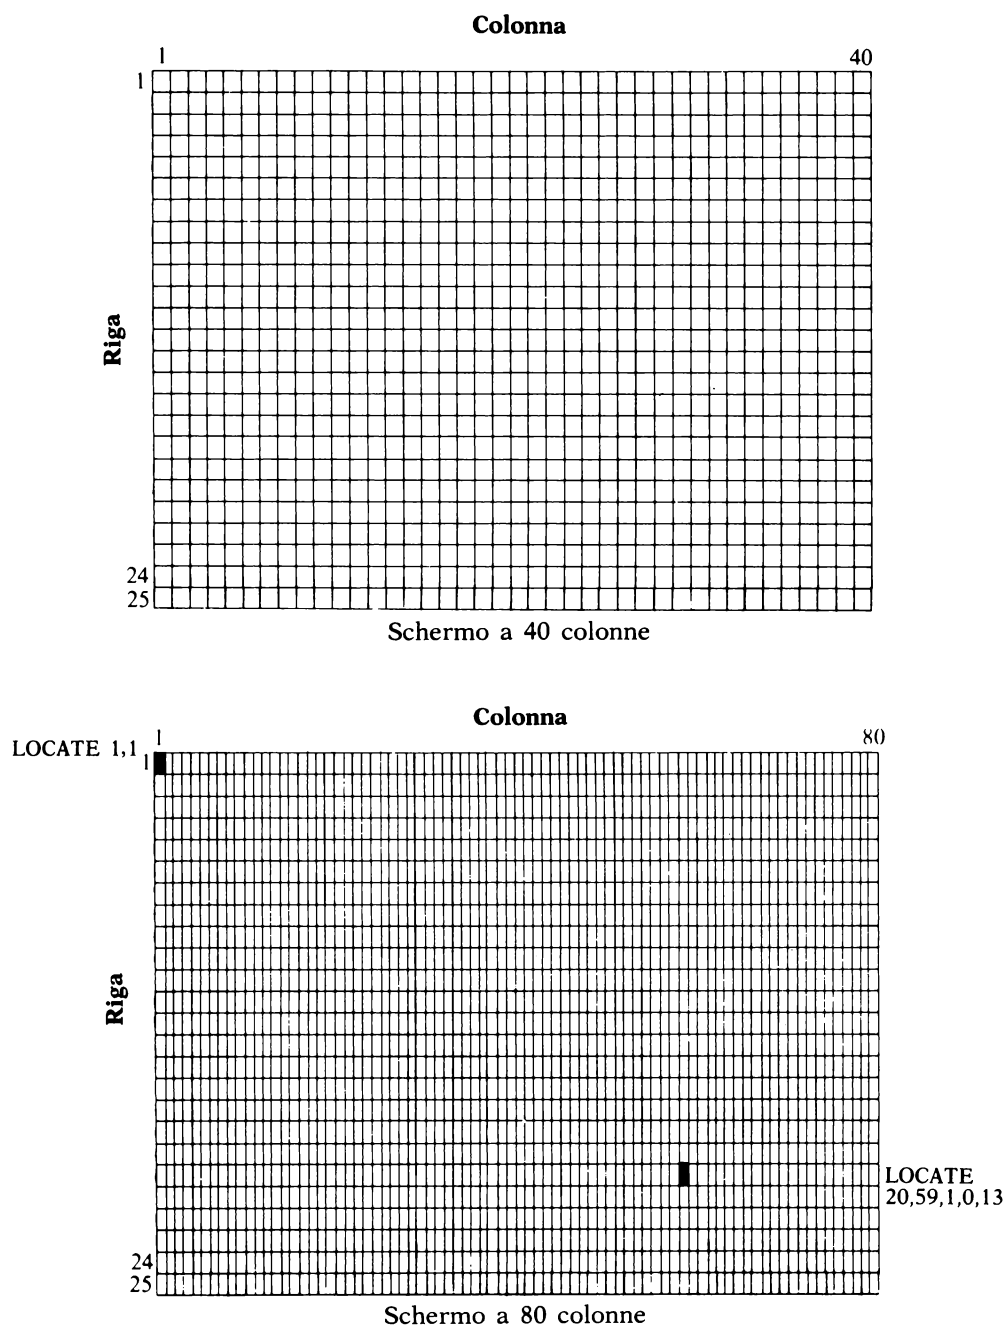 Colonna
1 40
1
Riga
24
25
Schermo a 40 colonne
Colonna
1 80
LOCATE 1,1
1
Riga
LOCATE
20,59,1,0,13
24
25
Schermo a 80 colonne